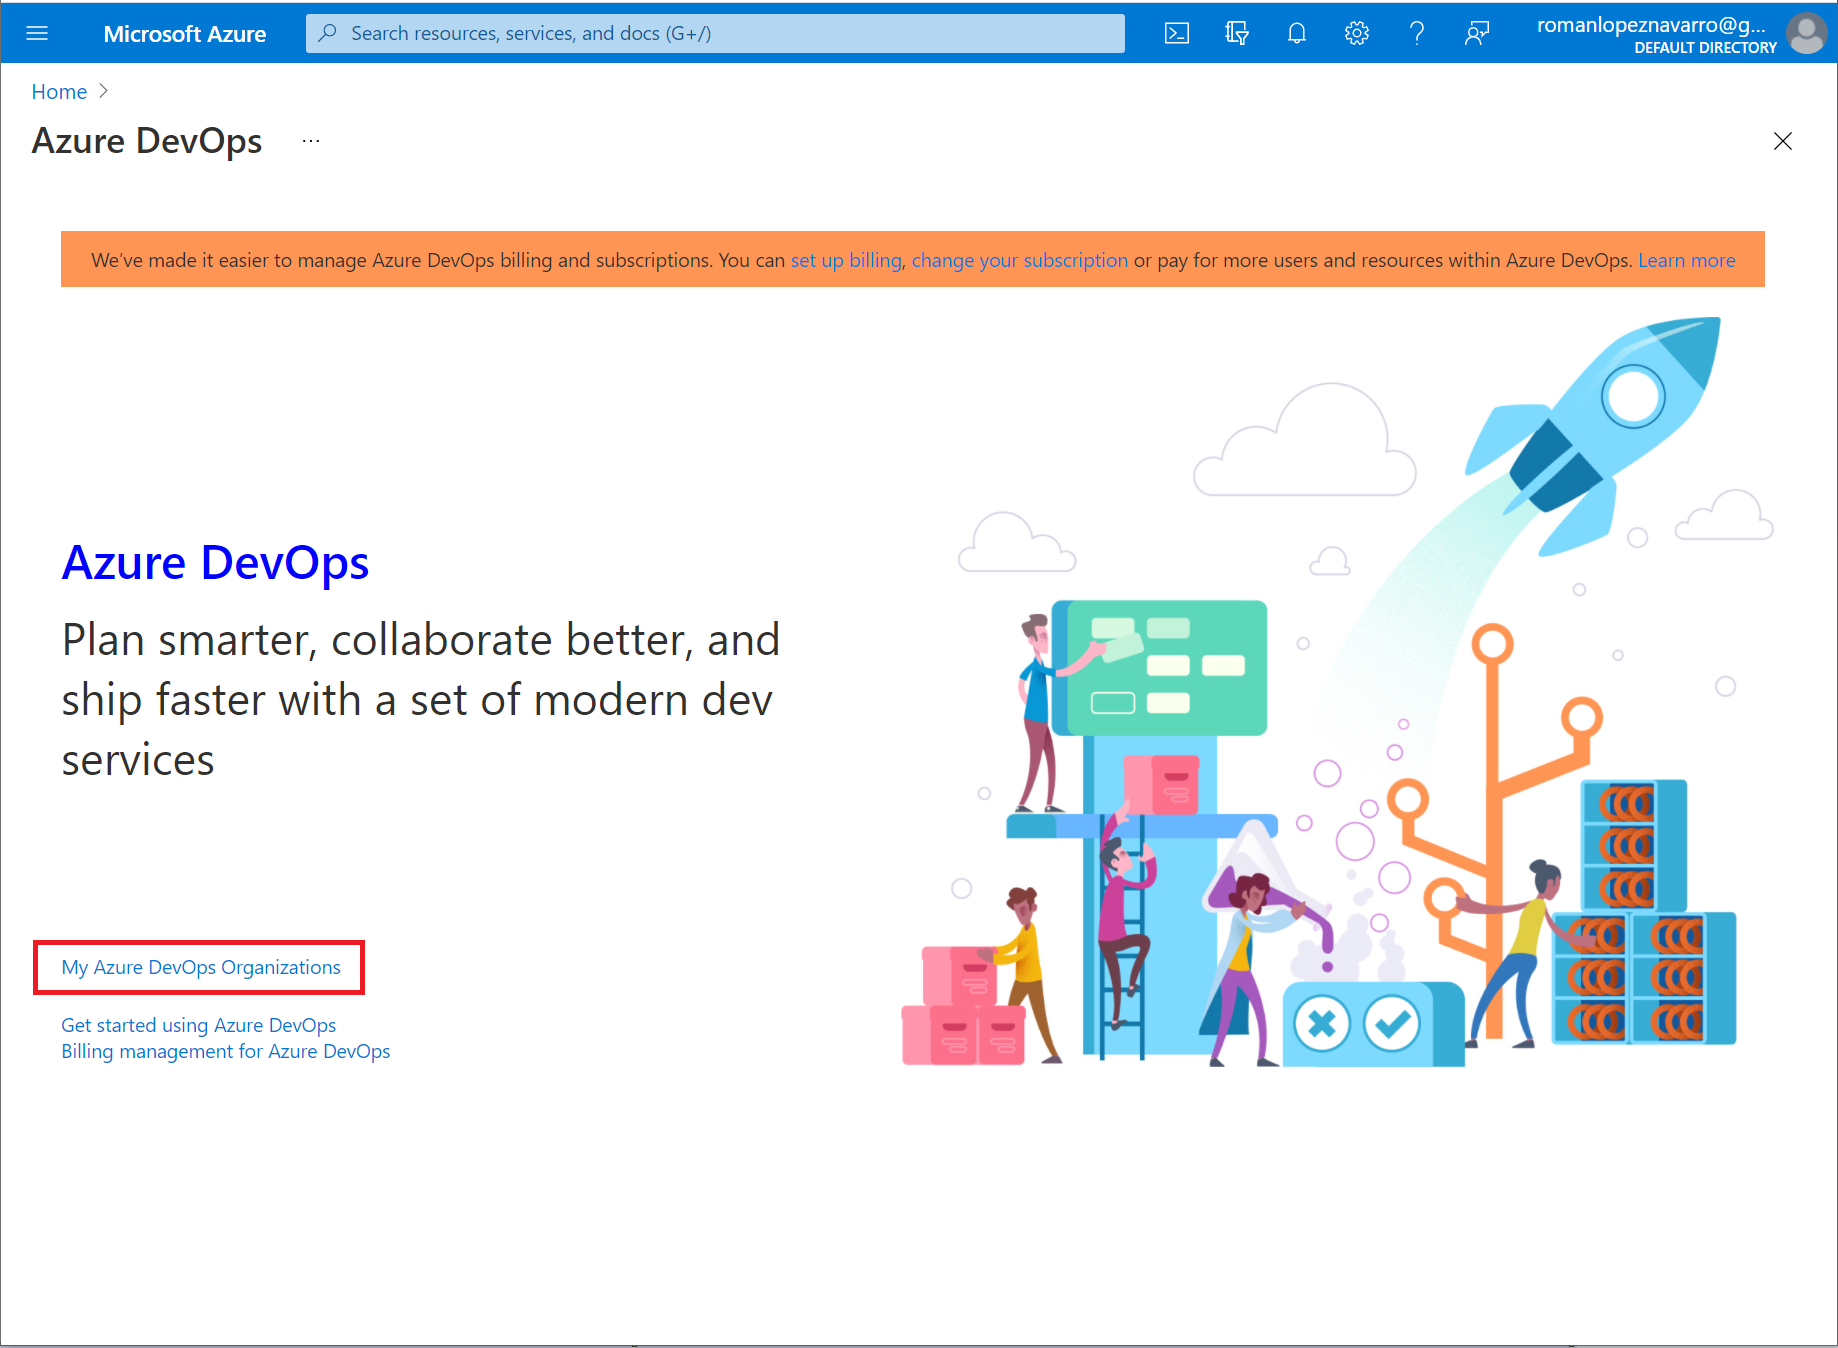 Microsoft Azure
Search resources, services, and docs (G+/)
romanlopeznavarro@g...
DEFAULT DIRECTORY
Home
Azure DevOps
We've made it easier to manage Azure DevOps billing and subscriptions. You can set up billing, change your subscription or pay for more users and resources within Azure DevOps. Learn more
Azure DevOps
Plan smarter, collaborate better, and
ship faster with a set of modern dev
services
My Azure DevOps Organizations
Get started using Azure DevOps
Billing management for Azure DevOps